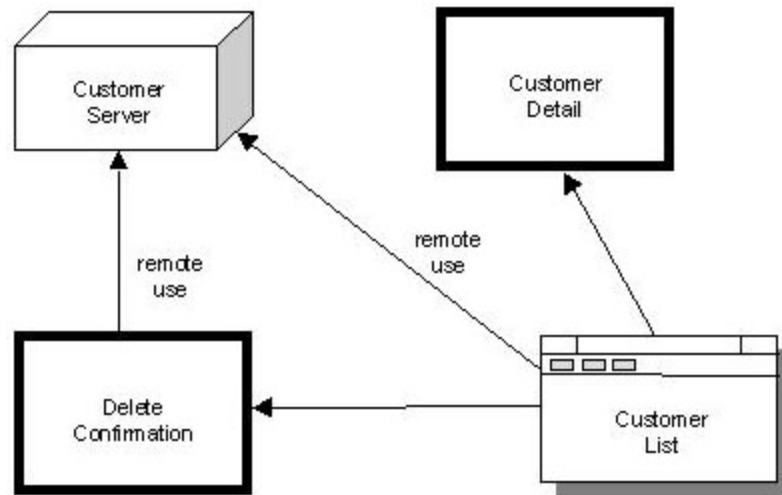 Customer
Server
Customer
Detail
remote
use
remote
use
Delete
Confirmation
Customer
List